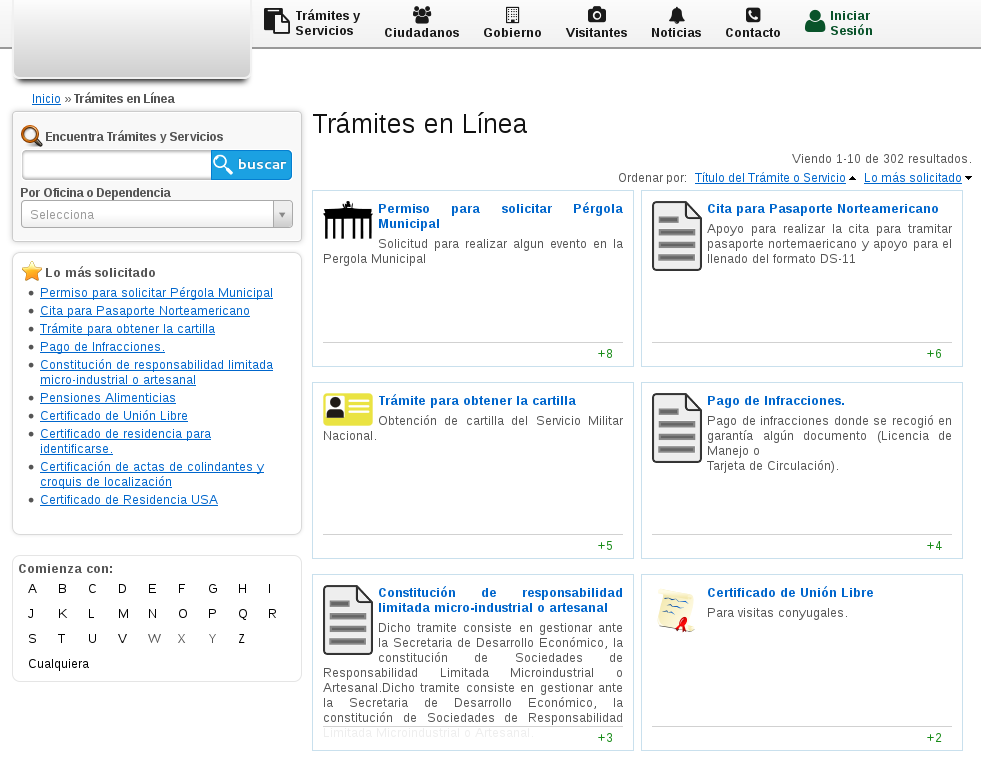 Trámites y
Servicios
Ciudadanos
Gobierno
Visitantes
Noticias
Contacto
Iniciar
Sesión
Inicio » Trámites en Línea
Encuentra Trámites y Servicios
buscar
Por Oficina o Dependencia
Selecciona
Lo más solicitado
Permiso para solicitar Pérgola Municipal
Cita para Pasaporte Norteamericano
Trámite para obtener la cartilla
Pago de Infracciones.
Constitución de responsabilidad limitada
micro-industrial o artesanal
Pensiones Alimenticias
Certificado de Unión Libre
Certificado de residencia para
identificarse.
Certificación de actas de colindantes y
croquis de localización
Certificado de Residencia USA
Comienza con:
A B C D E F G H I
J K L M N O P Q R
S T U V W X Y Z
Cualquiera
Trámites en Línea
Viendo 1-10 de 302 resultados.
Ordenar por: Título del Trámite o Servicio Lo más solicitado
Permiso para solicitar Pérgola
Municipal
Solicitud para realizar algun evento en la
Pergola Municipal
+8
Cita para Pasaporte Norteamericano
Apoyo para realizar la cita para tramitar
pasaporte nortemaericano y apoyo para el
llenado del formato DS-11
+6
Trámite para obtener la cartilla
Obtención de cartilla del Servicio Militar
Nacional.
+5
Pago de Infracciones.
Pago de infracciones donde se recogió en
garantía algún documento (Licencia de
Manejo o
Tarjeta de Circulación).
+4
Constitución de responsabilidad
limitada micro-industrial o artesanal
Dicho tramite consiste en gestionar ante
la Secretaria de Desarrollo Económico, la
constitución de Sociedades de
Responsabilidad Limitada Microindustrial o
Artesanal.Dicho tramite consiste en gestionar ante
la Secretaria de Desarrollo Económico, la
constitución de Sociedades de Responsabilidad
Limitada Microindustrial o Artesanal.
+3
Certificado de Unión Libre
Para visitas conyugales.
+2